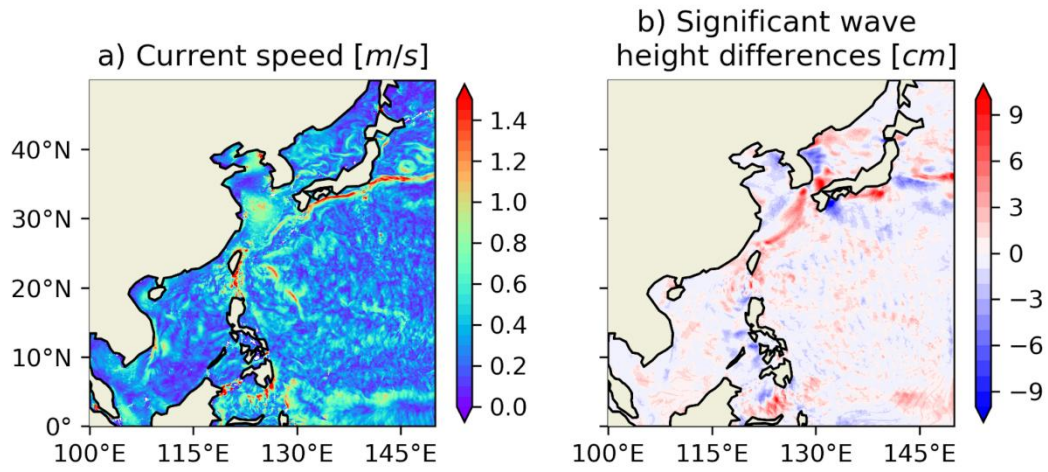 a) Current speed [m/s]
1.4
1.2
1.0
0.8
0.6
0.4
0.2
0.0
40°N
30°N
20°N
10°N
0°
100°E 115°E 130°E 145°E
b) Significant wave
height differences [cm]
9
6
3
0
−3
−6
−9
100°E 115°E 130°E 145°E